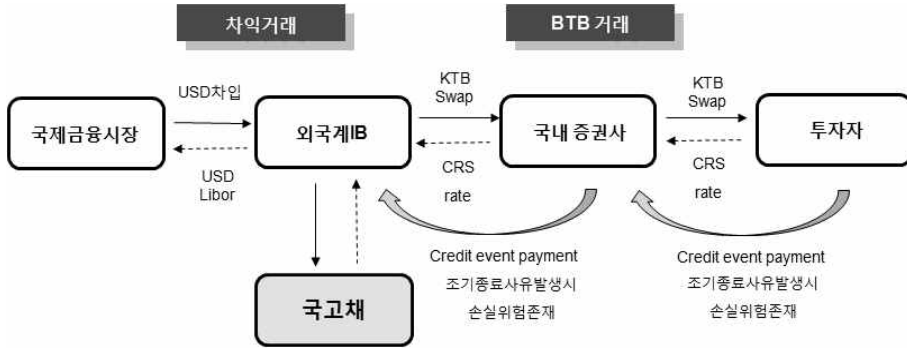 차익거래
BTB 거래
USD차입
KTB
Swap
KTB
Swap
국제금융시장
외국계IB
국내 증권사
투자자
USD
Libor
CRS
rate
CRS
rate
Credit event payment
조기종료사유발생시
손실위험존재
Credit event payment
조기종료사유발생시
손실위험존재
국고채